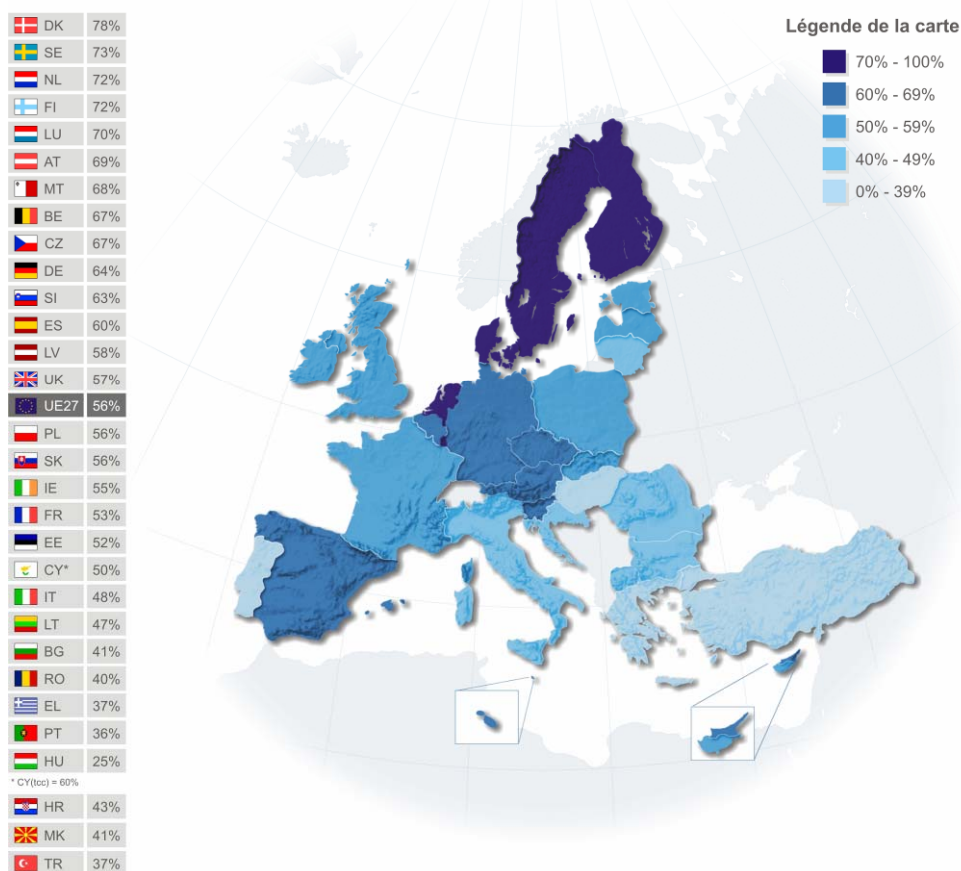 DK 78%
SE 73%
NL 72%
FI 72%
LU 70%
AT 69%
MT 68%
BE 67%
CZ 67%
DE 64%
SI 63%
ES 60%
LV 58%
UK 57%
UE27 56%
PL 56%
SK 56%
IE 55%
FR 53%
EE 52%
CY* 50%
IT 48%
LT 47%
BG 41%
RO 40%
EL 37%
PT 36%
HU 25%
* CY(tcc) = 60%
HR 43%
MK 41%
TR 37%
Légende de la carte
70% - 100%
60% - 69%
50% - 59%
40% - 49%
0% - 39%